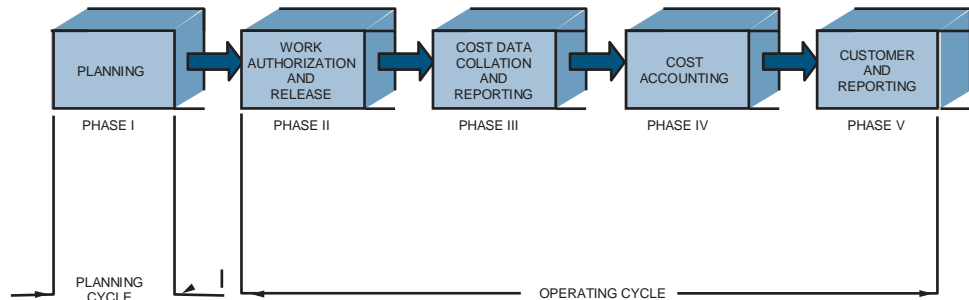 PLANNING
WORK
AUTHORIZATION
AND
RELEASE
COST DATA
COLLATION
AND
REPORTING
COST
ACCOUNTING
CUSTOMER
AND
REPORTING
PHASE I
PHASE II
PHASE III
PHASE IV
PHASE V
PLANNING
CYCLE
OPERATING CYCLE